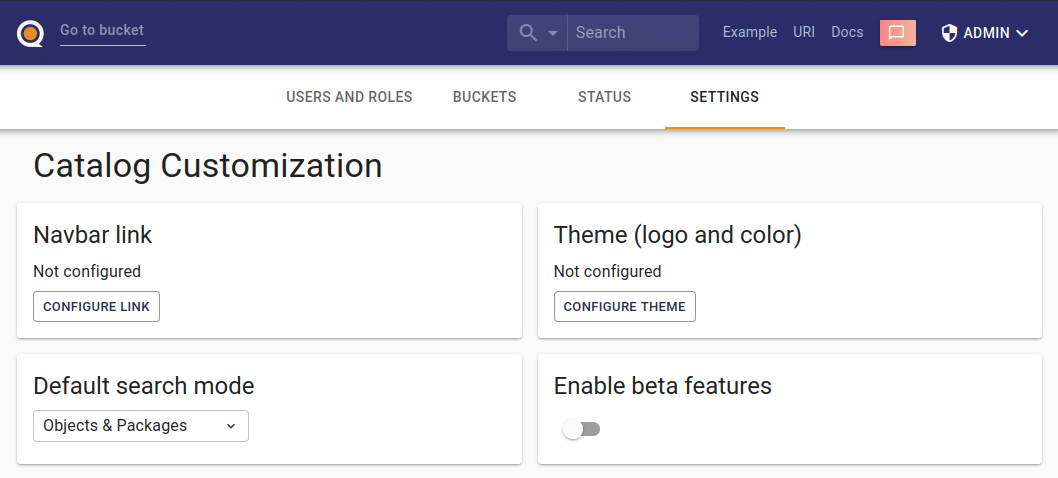 Go to bucket
Search
Example URI Docs
ADMIN
USERS AND ROLES BUCKETS STATUS SETTINGS
Catalog Customization
Navbar link
Not configured
CONFIGURE LINK
Theme (logo and color)
Not configured
CONFIGURE THEME
Default search mode
Objects & Packages
Enable beta features